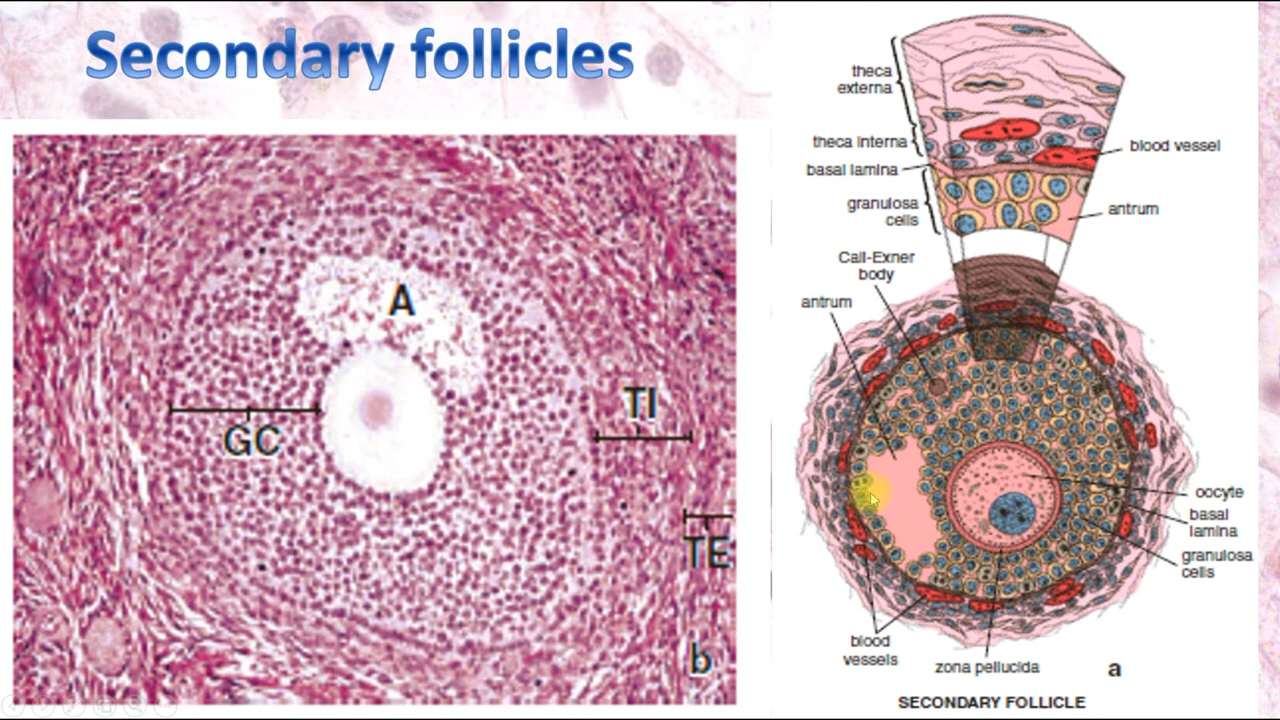 Secondary follicles
A
GC
TI
TE
b
theca
externa
theca interna
basal lamina
granulosa
cells
blood vessel
antrum
Call-Exner
body
antrum
oocyte
basal
lamina
granulosa
cells
blood
vessels
zona pellucida
a
SECONDARY FOLLICLE